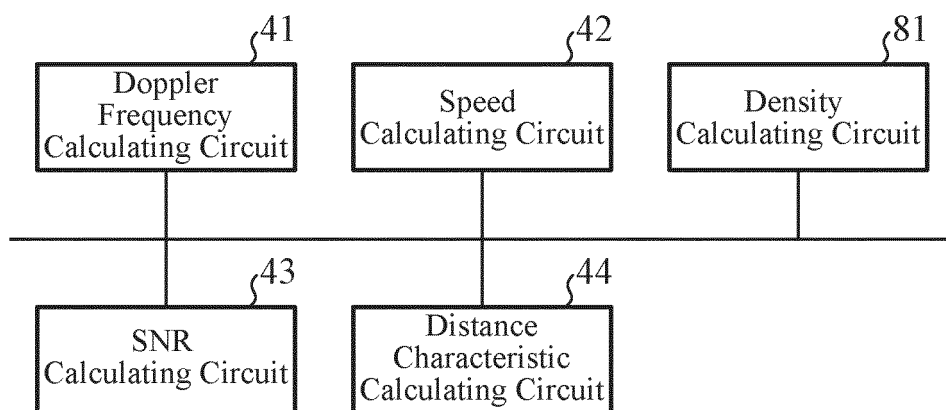 41
42
81
Doppler
Frequency
Calculating Circuit
Speed
Calculating Circuit
Density
Calculating Circuit
43
44
SNR
Calculating Circuit
Distance
Characteristic
Calculating Circuit